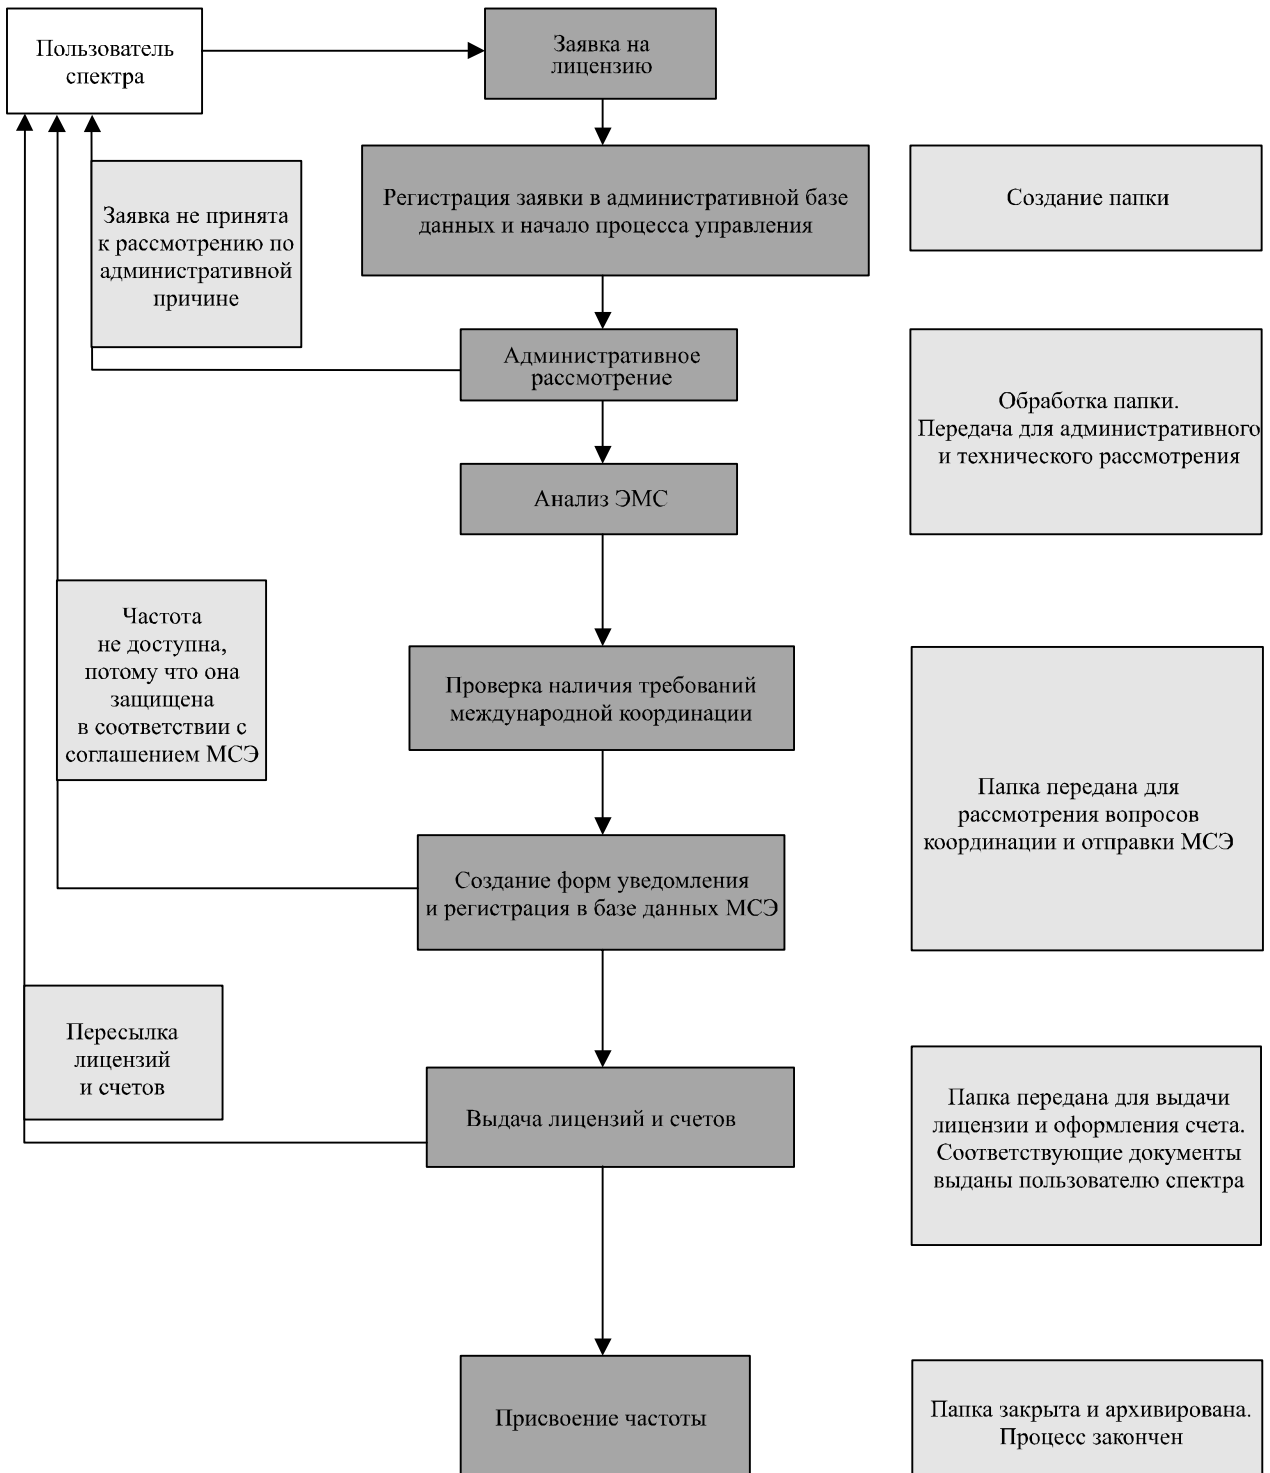 Пользователь
спектра
Заявка на
лицензию
Заявка не принята
к рассмотрению по
административной
причине
Регистрация заявки в административной базе
данных и начало процесса управления
Создание папки
Административное
рассмотрение
Обработка папки.
Передача для административного
и технического рассмотрения
Анализ ЭМС
Частота
не доступна,
потому что она
защищена
в соответствии с
соглашением МСЭ
Проверка наличия требований
международной координации
Папка передана для
рассмотрения вопросов
координации и отправки МСЭ
Создание форм уведомления
и регистрация в базе данных МСЭ
Пересылка
лицензий
и счетов
Выдача лицензий и счетов
Папка передана для выдачи
лицензии и оформления счета.
Соответствующие документы
выданы пользователю спектра
Присвоение частоты
Папка закрыта и архивирована.
Процесс закончен